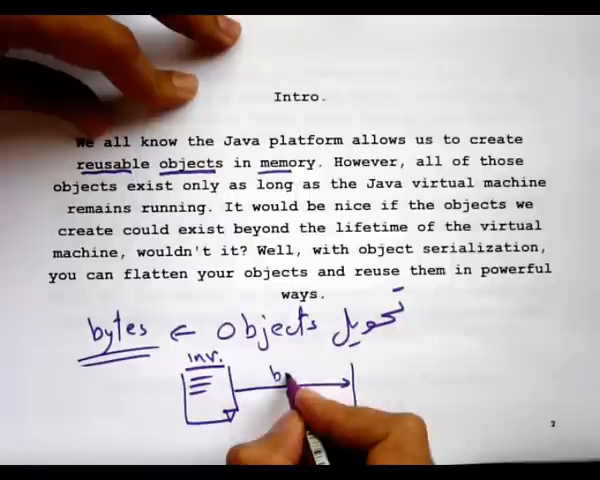 Intro.
We all know the Java platform allows us to create
reusable objects in memory. However, all of those
objects exist only as long as the Java virtual machine
remains running. It would be nice if the objects we
create could exist beyond the lifetime of the virtual
machine, wouldn't it? Well, with object serialization,
you can flatten your objects and reuse them in powerful
ways.
تحويل objects ← bytes
inv.
2